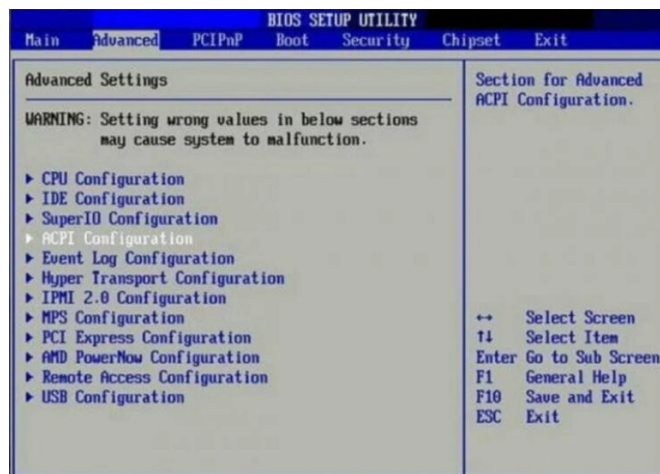 BIOS SETUP UTILITY
Main Advanced PCIPnP Boot Security Chipset Exit
Advanced Settings
WARNING: Setting wrong values in below sections
may cause system to malfunction.
▶ CPU Configuration
▶ IDE Configuration
▶ SuperIO Configuration
▶ ACPI Configuration
▶ Event Log Configuration
▶ Hyper Transport Configuration
▶ IPMI 2.0 Configuration
▶ MPS Configuration
▶ PCI Express Configuration
▶ AMD PowerNow Configuration
▶ Remote Access Configuration
▶ USB Configuration
Section for Advanced
ACPI Configuration.
↔ Select Screen
↑↓ Select Item
Enter Go to Sub Screen
F1 General Help
F10 Save and Exit
ESC Exit